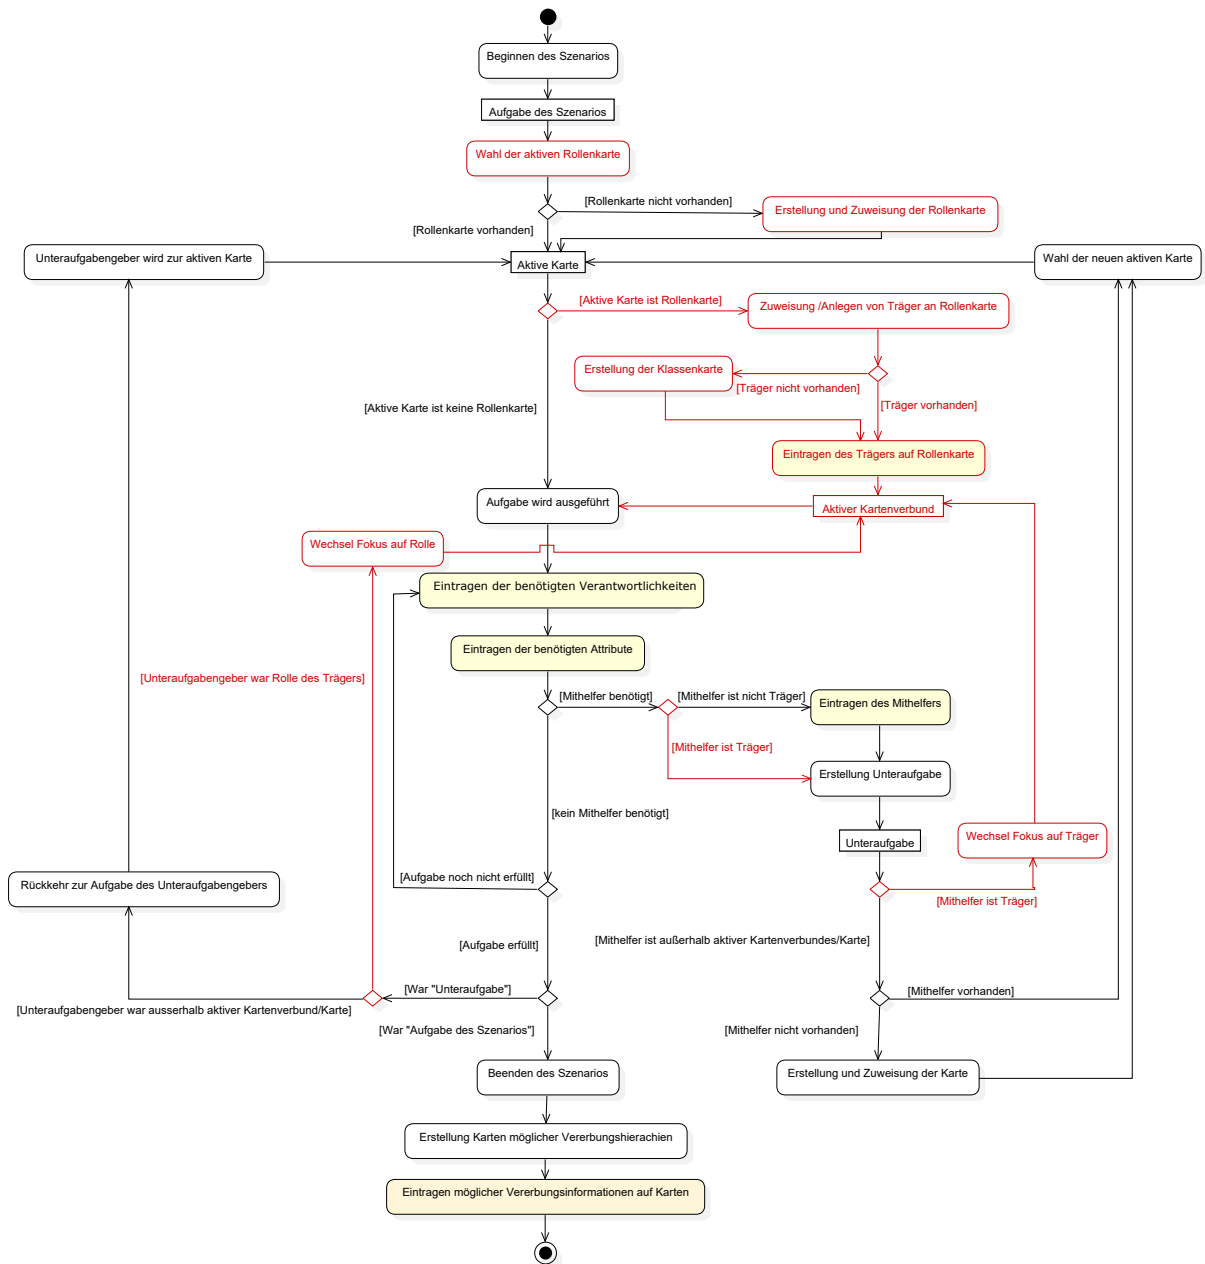 Beginnen des Szenarios
Aufgabe des Szenarios
Wahl der aktiven Rollenkarte
[Rollenkarte nicht vorhanden]
Erstellung und Zuweisung der Rollenkarte
[Rollenkarte vorhanden]
Unteraufgabengeber wird zur aktiven Karte
Aktive Karte
Wahl der neuen aktiven Karte
[Aktive Karte ist Rollenkarte]
Zuweisung /Anlegen von Träger an Rollenkarte
Erstellung der Klassenkarte
[Träger nicht vorhanden]
[Aktive Karte ist keine Rollenkarte]
[Träger vorhanden]
Eintragen des Trägers auf Rollenkarte
Aufgabe wird ausgeführt
Aktiver Kartenverbund
Wechsel Fokus auf Rolle
Eintragen der benötigten Verantwortlichkeiten
Eintragen der benötigten Attribute
[Unteraufgabengeber war Rolle des Trägers]
[Mithelfer benötigt]
[Mithelfer ist nicht Träger]
Eintragen des Mithelfers
[Mithelfer ist Träger]
Erstellung Unteraufgabe
[kein Mithelfer benötigt]
Unteraufgabe
Wechsel Fokus auf Träger
[Aufgabe noch nicht erfüllt]
Rückkehr zur Aufgabe des Unteraufgabengebers
[Mithelfer ist Träger]
[Aufgabe erfüllt]
[Mithelfer ist außerhalb aktiver Kartenverbundes/Karte]
[War "Unteraufgabe"]
[Mithelfer vorhanden]
[Unteraufgabengeber war ausserhalb aktiver Kartenverbund/Karte]
[War "Aufgabe des Szenarios"]
[Mithelfer nicht vorhanden]
Beenden des Szenarios
Erstellung und Zuweisung der Karte
Erstellung Karten möglicher Vererbungshierachien
Eintragen möglicher Vererbungsinformationen auf Karten